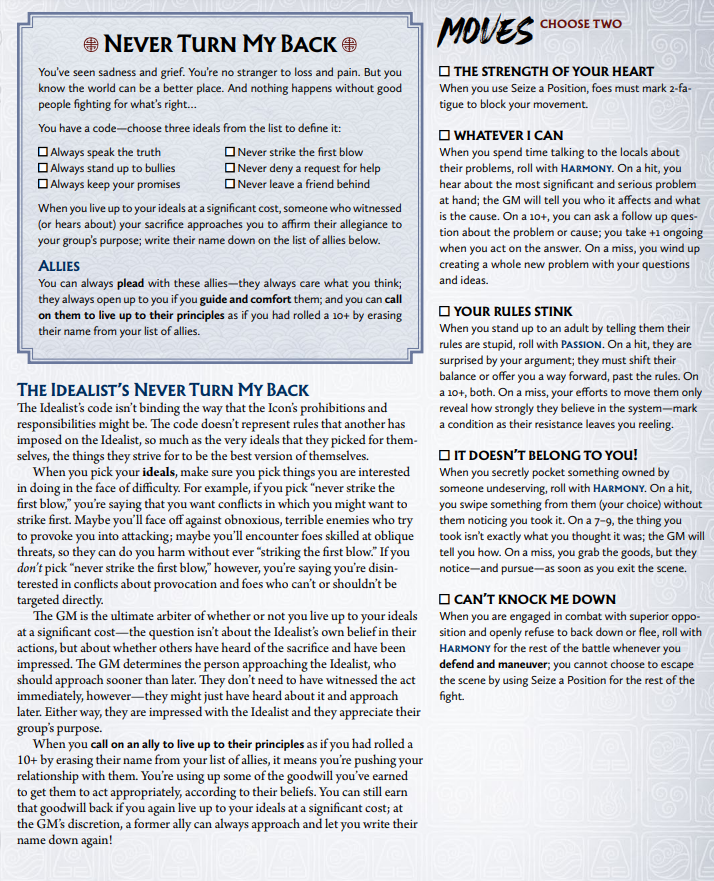 NEVER TURN MY BACK
You've seen sadness and grief. You're no stranger to loss and pain. But you
know the world can be a better place. And nothing happens without good
people fighting for what's right...
You have a code—choose three ideals from the list to define it:
☐ Always speak the truth
☐ Always stand up to bullies
☐ Always keep your promises
☐ Never strike the first blow
☐ Never deny a request for help
☐ Never leave a friend behind
When you live up to your ideals at a significant cost, someone who witnessed
(or hears about) your sacrifice approaches you to affirm their allegiance to
your group's purpose; write their name down on the list of allies below.
ALLIES
You can always plead with these allies—they always care what you think;
they always open up to you if you guide and comfort them; and you can call
on them to live up to their principles as if you had rolled a 10+ by erasing
their name from your list of allies.
THE IDEALIST'S NEVER TURN MY BACK
The Idealist's code isn't binding the way that the Icon's prohibitions and
responsibilities might be. The code doesn't represent rules that another has
imposed on the Idealist, so much as the very ideals that they picked for them-
selves, the things they strive for to be the best version of themselves.
When you pick your ideals, make sure you pick things you are interested
in doing in the face of difficulty. For example, if you pick "never strike the
first blow," you're saying that you want conflicts in which you might want to
strike first. Maybe you'll face off against obnoxious, terrible enemies who try
to provoke you into attacking; maybe you'll encounter foes skilled at oblique
threats, so they can do you harm without ever "striking the first blow." If you
don't pick "never strike the first blow," however, you're saying you're disin-
terested in conflicts about provocation and foes who can't or shouldn't be
targeted directly.
The GM is the ultimate arbiter of whether or not you live up to your ideals
at a significant cost—the question isn't about the Idealist's own belief in their
actions, but about whether others have heard of the sacrifice and have been
impressed. The GM determines the person approaching the Idealist, who
should approach sooner than later. They don't need to have witnessed the act
immediately, however—they might just have heard about it and approach
later. Either way, they are impressed with the Idealist and they appreciate their
group's purpose.
When you call on an ally to live up to their principles as if you had rolled a
10+ by erasing their name from your list of allies, it means you're pushing your
relationship with them. You're using up some of the goodwill you've earned
to get them to act appropriately, according to their beliefs. You can still earn
that goodwill back if you again live up to your ideals at a significant cost; at
the GM's discretion, a former ally can always approach and let you write their
name down again!
MOVES CHOOSE TWO
☐ THE STRENGTH OF YOUR HEART
When you use Seize a Position, foes must mark 2-fa-
tigue to block your movement.
☐ WHATEVER I CAN
When you spend time talking to the locals about
their problems, roll with HARMONY. On a hit, you
hear about the most significant and serious problem
at hand; the GM will tell you who it affects and what
is the cause. On a 10+, you can ask a follow up ques-
tion about the problem or cause; you take +1 ongoing
when you act on the answer. On a miss, you wind up
creating a whole new problem with your questions
and ideas.
☐ YOUR RULES STINK
When you stand up to an adult by telling them their
rules are stupid, roll with PASSION. On a hit, they are
surprised by your argument; they must shift their
balance or offer you a way forward, past the rules. On
a 10+, both. On a miss, your efforts to move them only
reveal how strongly they believe in the system—mark
a condition as their resistance leaves you reeling.
☐ IT DOESN'T BELONG TO YOU!
When you secretly pocket something owned by
someone undeserving, roll with HARMONY. On a hit,
you swipe something from them (your choice) without
them noticing you took it. On a 7–9, the thing you
took isn't exactly what you thought it was; the GM will
tell you how. On a miss, you grab the goods, but they
notice—and pursue—as soon as you exit the scene.
☐ CAN'T KNOCK ME DOWN
When you are engaged in combat with superior oppo-
sition and openly refuse to back down or flee, roll with
HARMONY for the rest of the battle whenever you
defend and maneuver; you cannot choose to escape
the scene by using Seize a Position for the rest of the
fight.